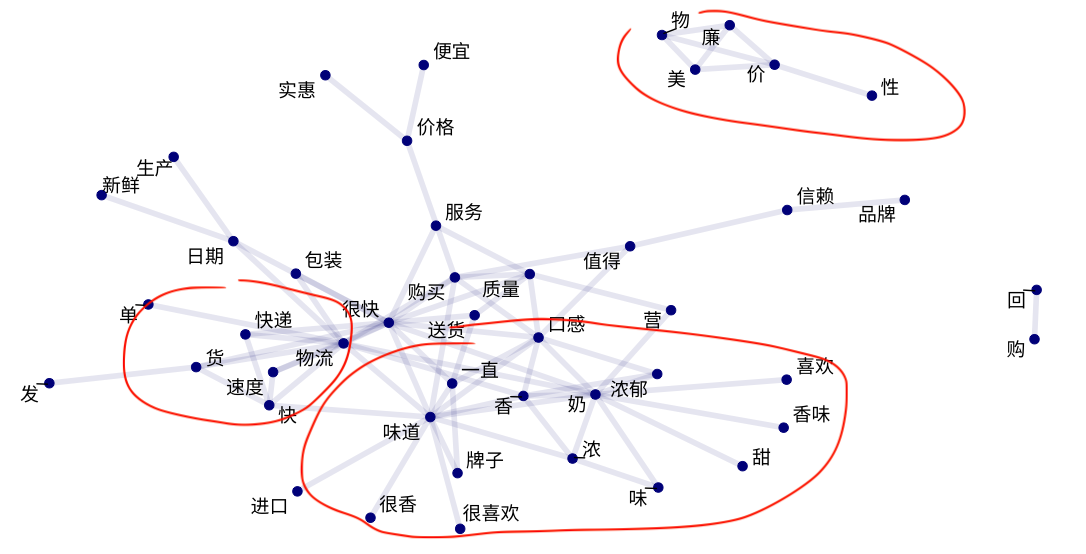 物
廉
便宜
美
价
性
实惠
价格
生产
新鲜
信赖
品牌
服务
日期
包装
值得
购买
质量
单
很快
快递
送货
口感
营
回
购
货
物流
速度
一直
喜欢
发
快
香
奶
浓郁
香味
味道
浓
甜
牌子
味
进口
很香
很喜欢